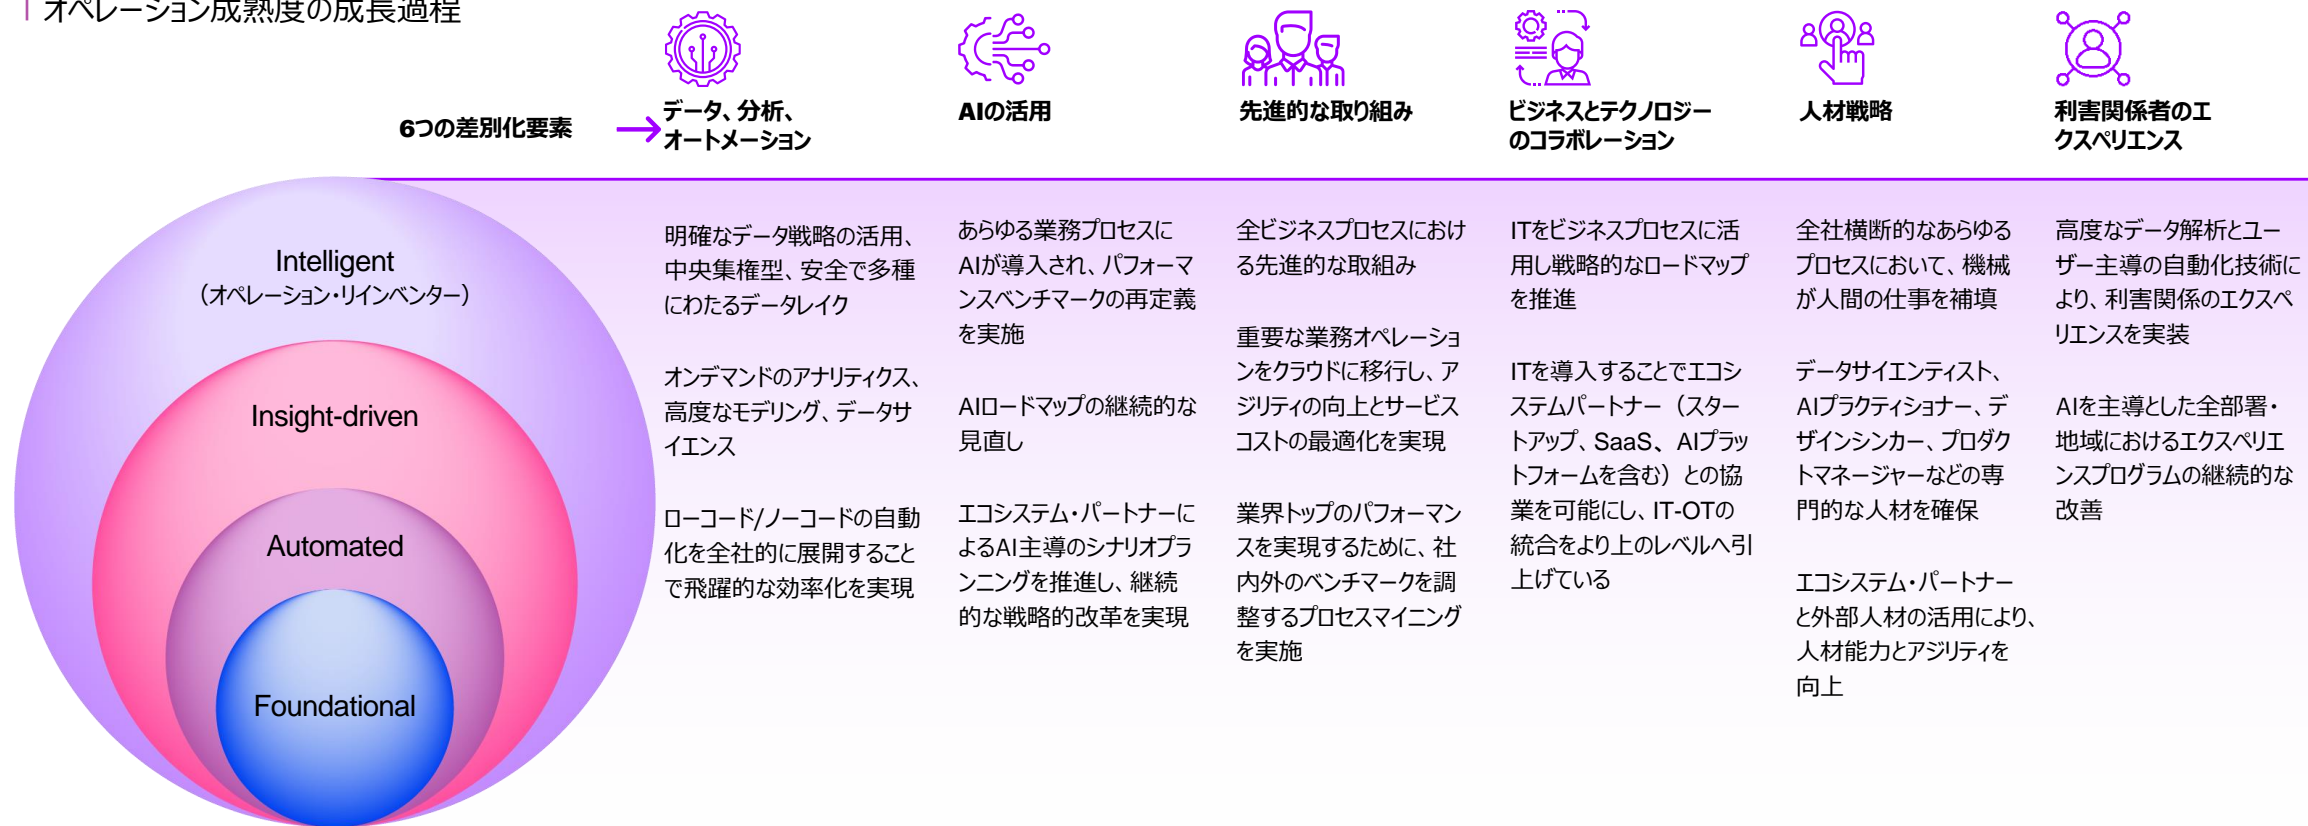 オペレーション成熟度の成長過程
6つの差別化要素
データ、分析、
オートメーション
AIの活用
先進的な取り組み
ビジネスとテクノロジー
のコラボレーション
人材戦略
利害関係者のエ
クスペリエンス
Intelligent
（オペレーション・リインベンター）
Insight-driven
Automated
Foundational
明確なデータ戦略の活用、
中央集権型、安全で多種
にわたるデータレイク
オンデマンドのアナリティクス、
高度なモデリング、データサ
イエンス
ローコード/ノーコードの自動
化を全社的に展開すること
で飛躍的な効率化を実現
あらゆる業務プロセスに
AIが導入され、パフォーマ
ンスベンチマークの再定義
を実施
AIロードマップの継続的な
見直し
エコシステム・パートナーに
よるAI主導のシナリオプラ
ンニングを推進し、継続
的な戦略的改革を実現
全ビジネスプロセスにおけ
る先進的な取組み
重要な業務オペレーショ
ンをクラウドに移行し、ア
ジリティの向上とサービス
コストの最適化を実現
業界トップのパフォーマン
スを実現するために、社
内外のベンチマークを調
整するプロセスマイニング
を実施
ITをビジネスプロセスに活
用し戦略的なロードマップ
を推進
ITを導入することでエコシ
ステムパートナー（スター
トアップ、SaaS、AIプラッ
トフォームを含む）との協
業を可能にし、IT-OTの
統合をより上のレベルへ引
上げている
全社横断的なあらゆる
プロセスにおいて、機械
が人間の仕事を補填
データサイエンティスト、
AIプラクティショナー、デ
ザインシンカー、プロダク
トマネージャーなどの専
門的な人材を確保
エコシステム・パートナー
と外部人材の活用により、
人材能力とアジリティを
向上
高度なデータ解析とユー
ザー主導の自動化技術に
より、利害関係のエクスペ
リエンスを実装
AIを主導とした全部署・
地域におけるエクスペリエ
ンスプログラムの継続的な
改善